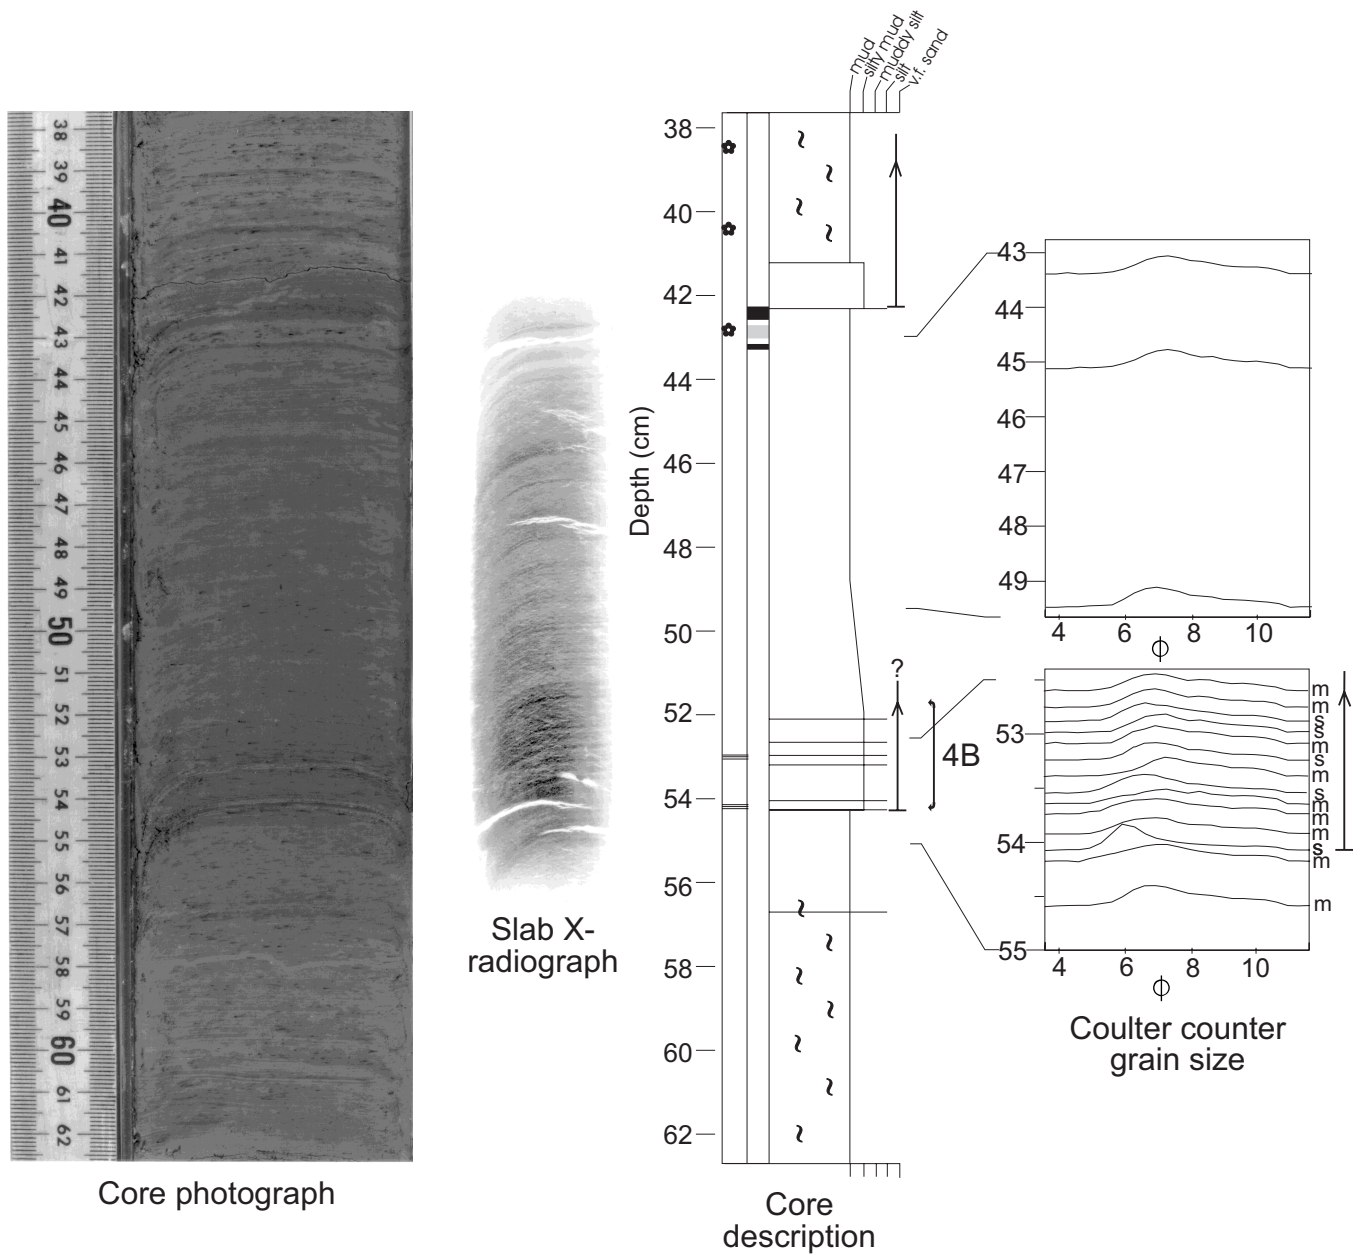 mud
silty mud
muddy silt
silt
v.f. sand
38
39
40
41
42
43
44
45
46
47
48
49
50
51
52
53
54
55
56
57
58
59
60
61
62
Core photograph
Slab X-
radiograph
Depth (cm)
38
40
42
44
46
48
50
52
54
56
58
60
62
?
4B
Core
description
43
44
45
46
47
48
49
4 6 8 10
ϕ
53
54
55
m
m
s
s
m
s
m
s
m
m
m
s
m
m
4 6 8 10
ϕ
Coulter counter
grain size